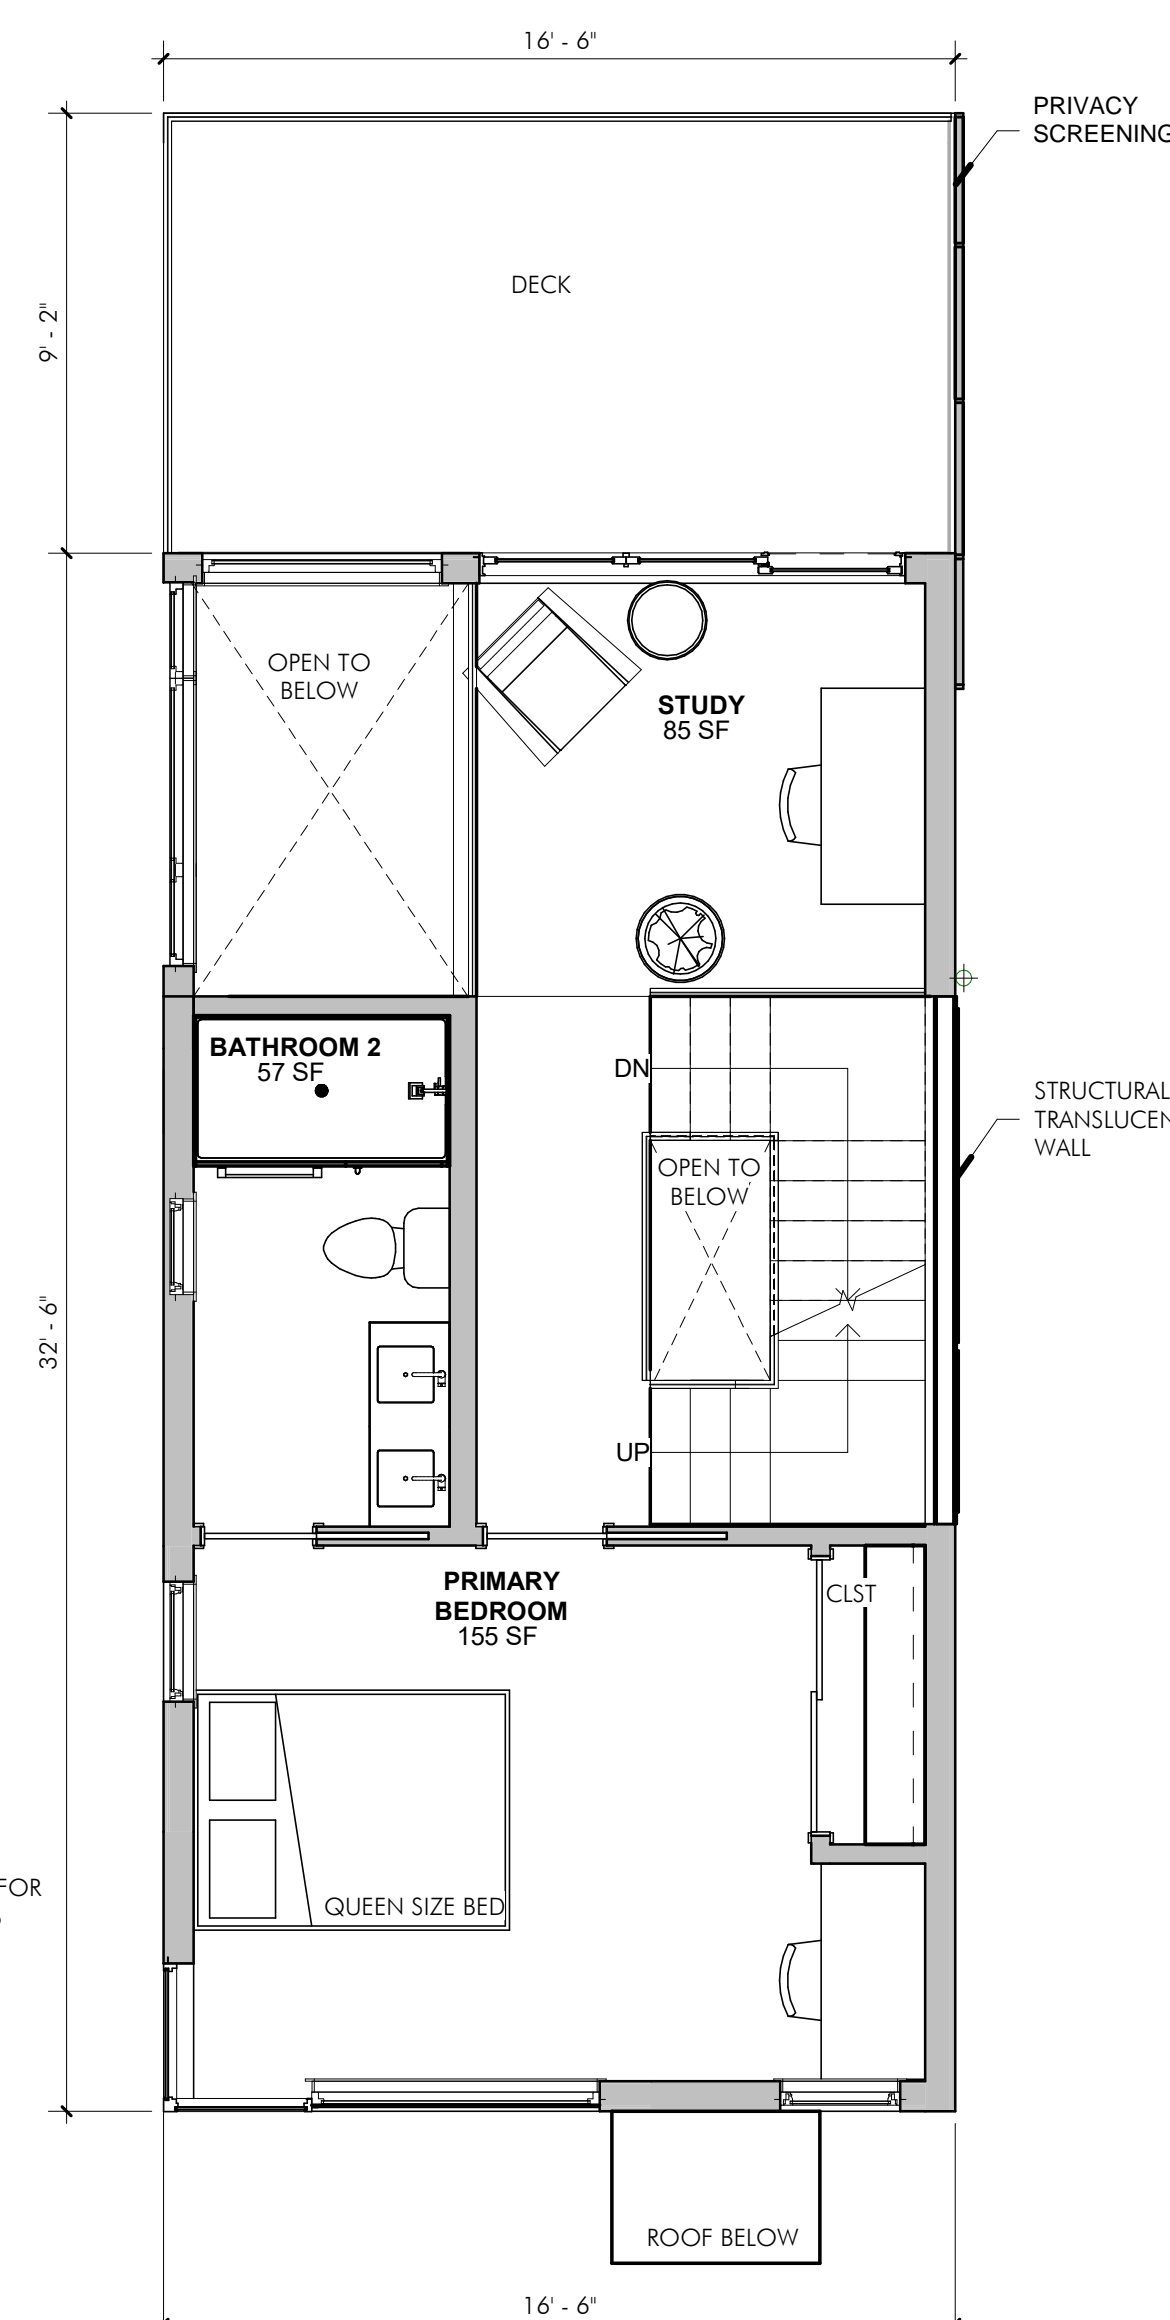 16' - 6"
PRIVACY
SCREENING
DECK
9' - 2"
OPEN TO
BELOW
STUDY
85 SF
BATHROOM 2
57 SF
DN
STRUCTURAL
TRANSLUCEN
WALL
OPEN TO
BELOW
32' - 6"
UP
PRIMARY
BEDROOM
155 SF
CLST
FOR
QUEEN SIZE BED
ROOF BELOW
16' - 6"